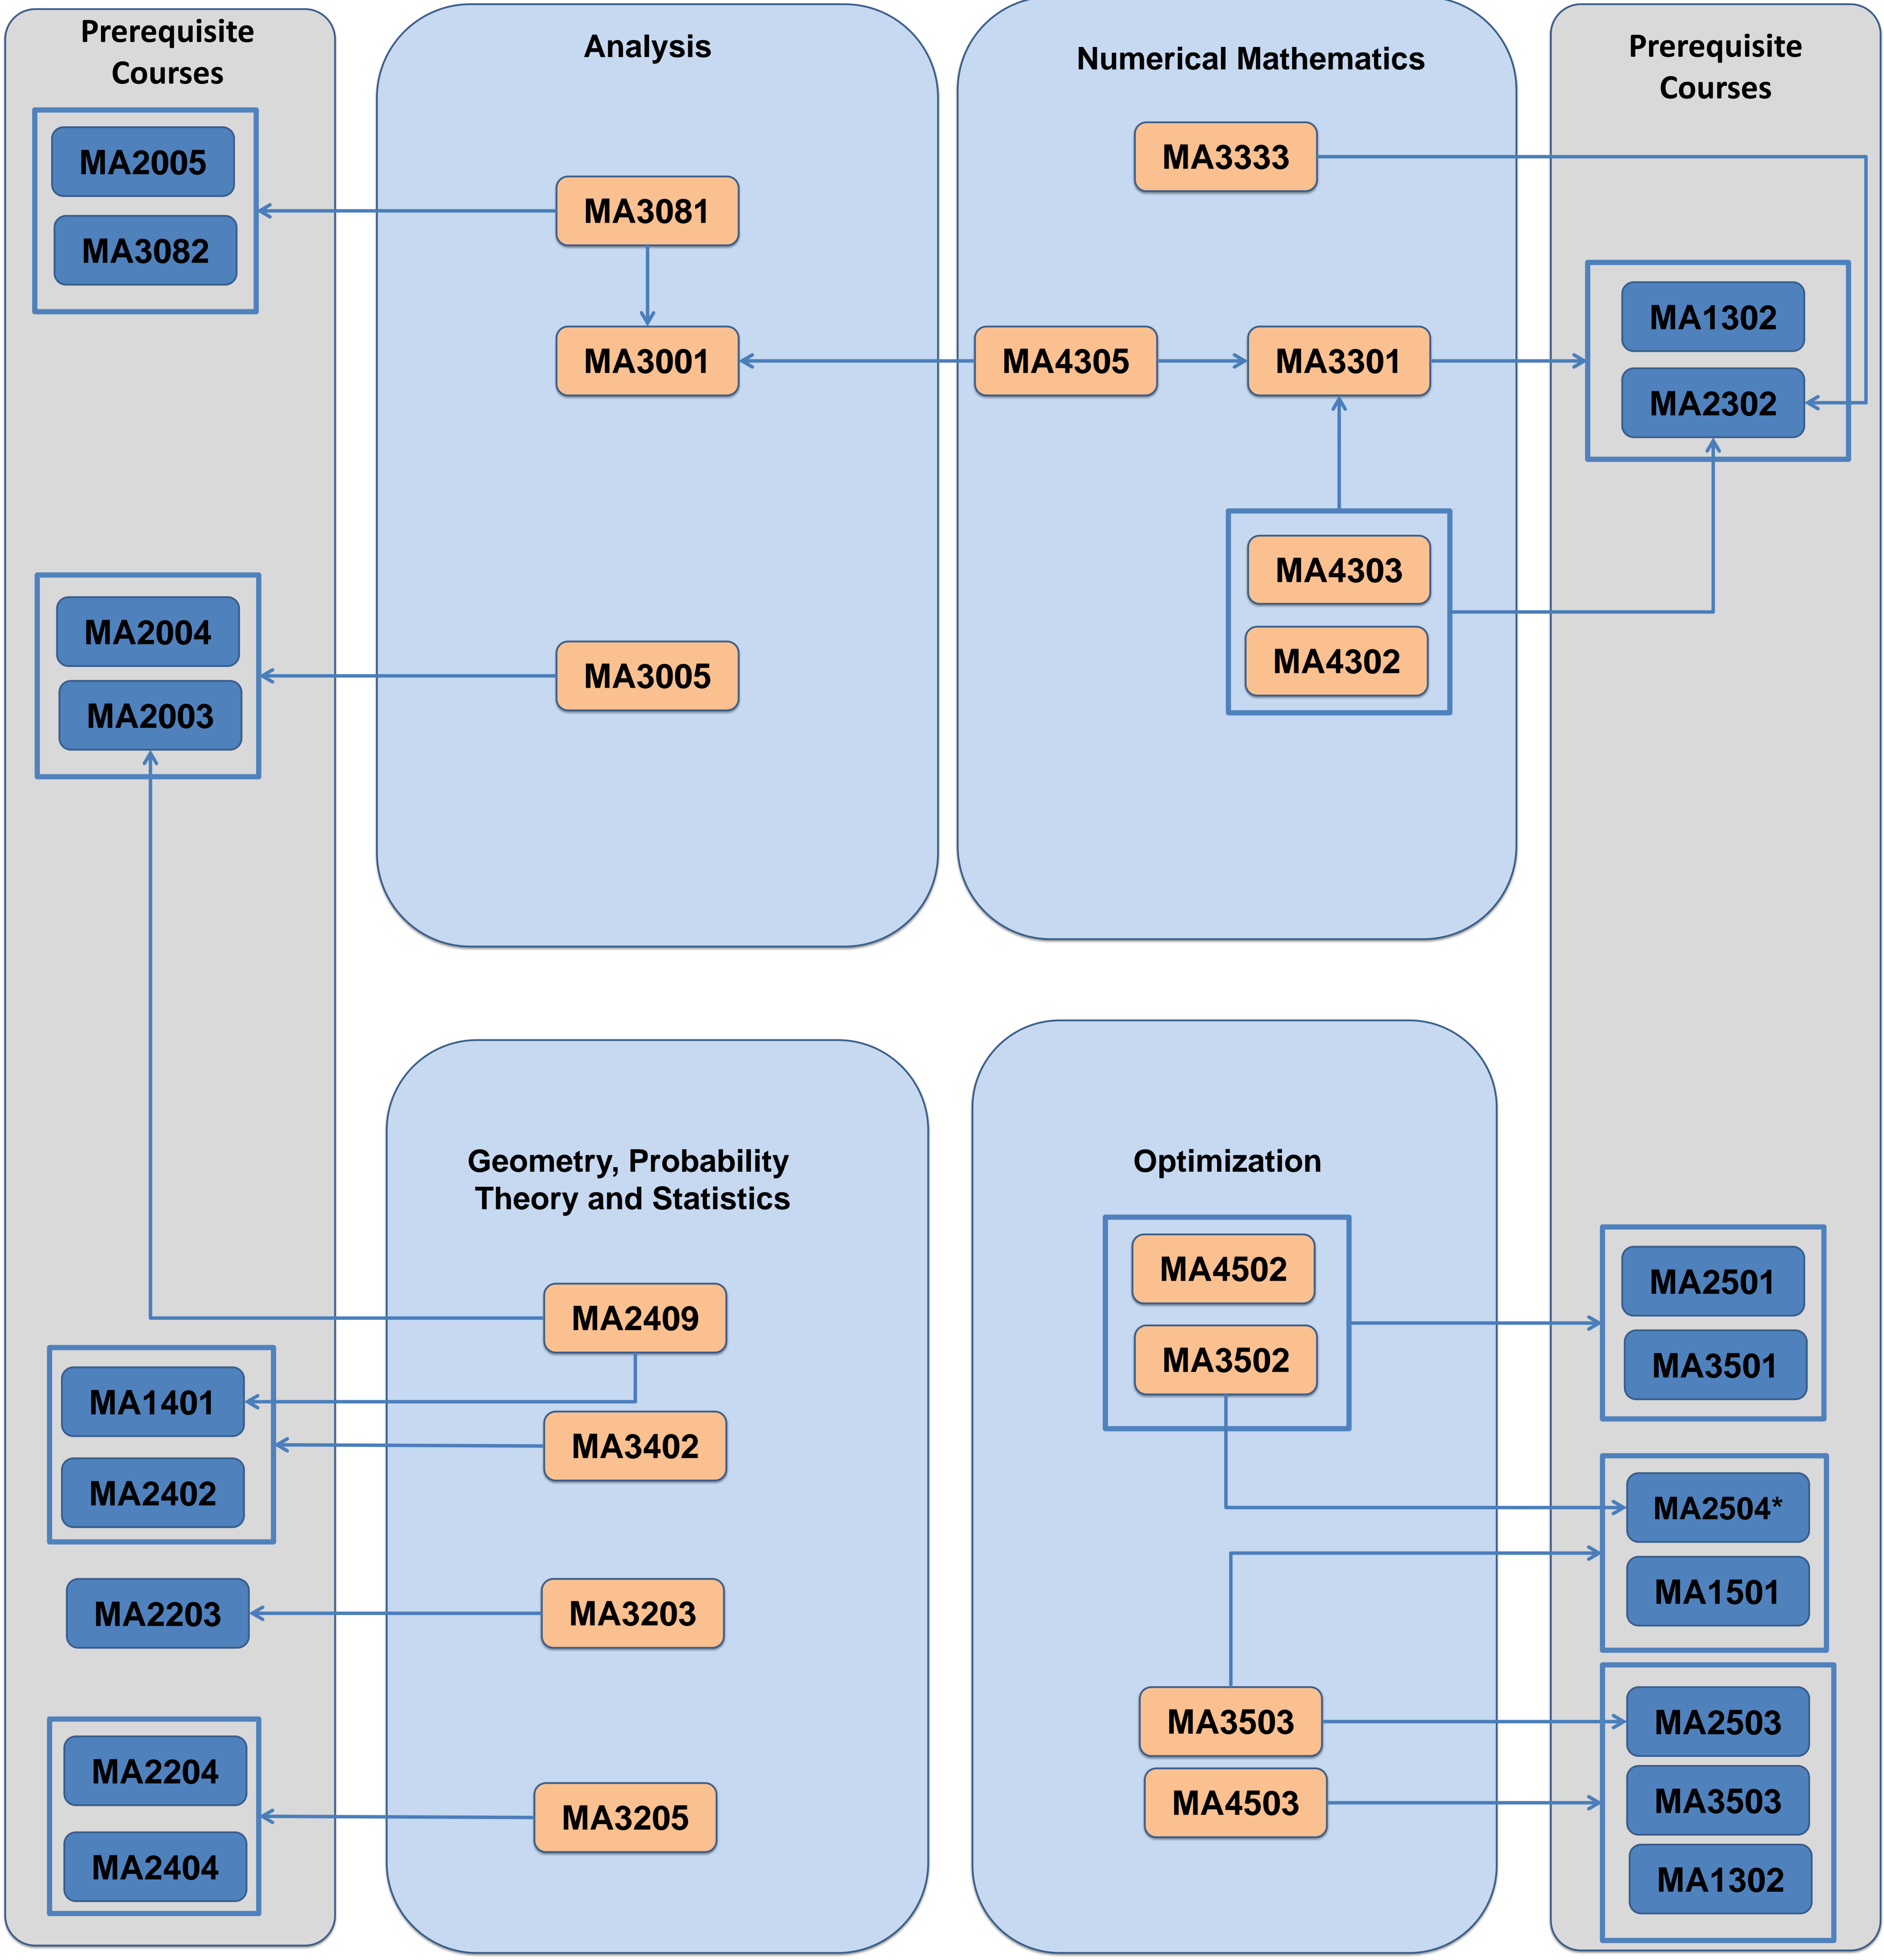 Prerequisite
Courses
MA2005
MA3082
MA2004
MA2003
MA1401
MA2402
MA2203
MA2204
MA2404
Analysis
MA3081
MA3001
MA3005
Numerical Mathematics
MA3333
MA4305
MA3301
MA4303
MA4302
Geometry, Probability
Theory and Statistics
MA2409
MA3402
MA3203
MA3205
Optimization
MA4502
MA3502
MA3503
MA4503
Prerequisite
Courses
MA1302
MA2302
MA2501
MA3501
MA2504*
MA1501
MA2503
MA3503
MA1302